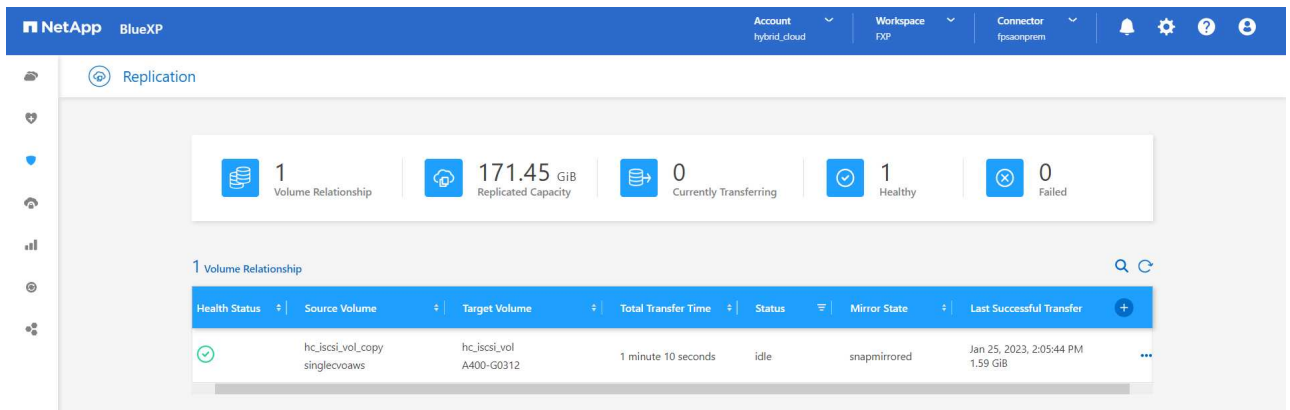 NetApp BlueXP Account Workspace Connector
hybrid_cloud FXP fpsaonprem
Replication
1 171.45 GiB 0 1 0
Volume Relationship Replicated Capacity Currently Transferring Healthy Failed
1 Volume Relationship
Health Status Source Volume Target Volume Total Transfer Time Status Mirror State Last Successful Transfer
hc_iscsi_vol_copy hc_iscsi_vol 1 minute 10 seconds idle snapmirrored Jan 25, 2023, 2:05:44 PM
singlecvoaws A400-G0312 1.59 GiB